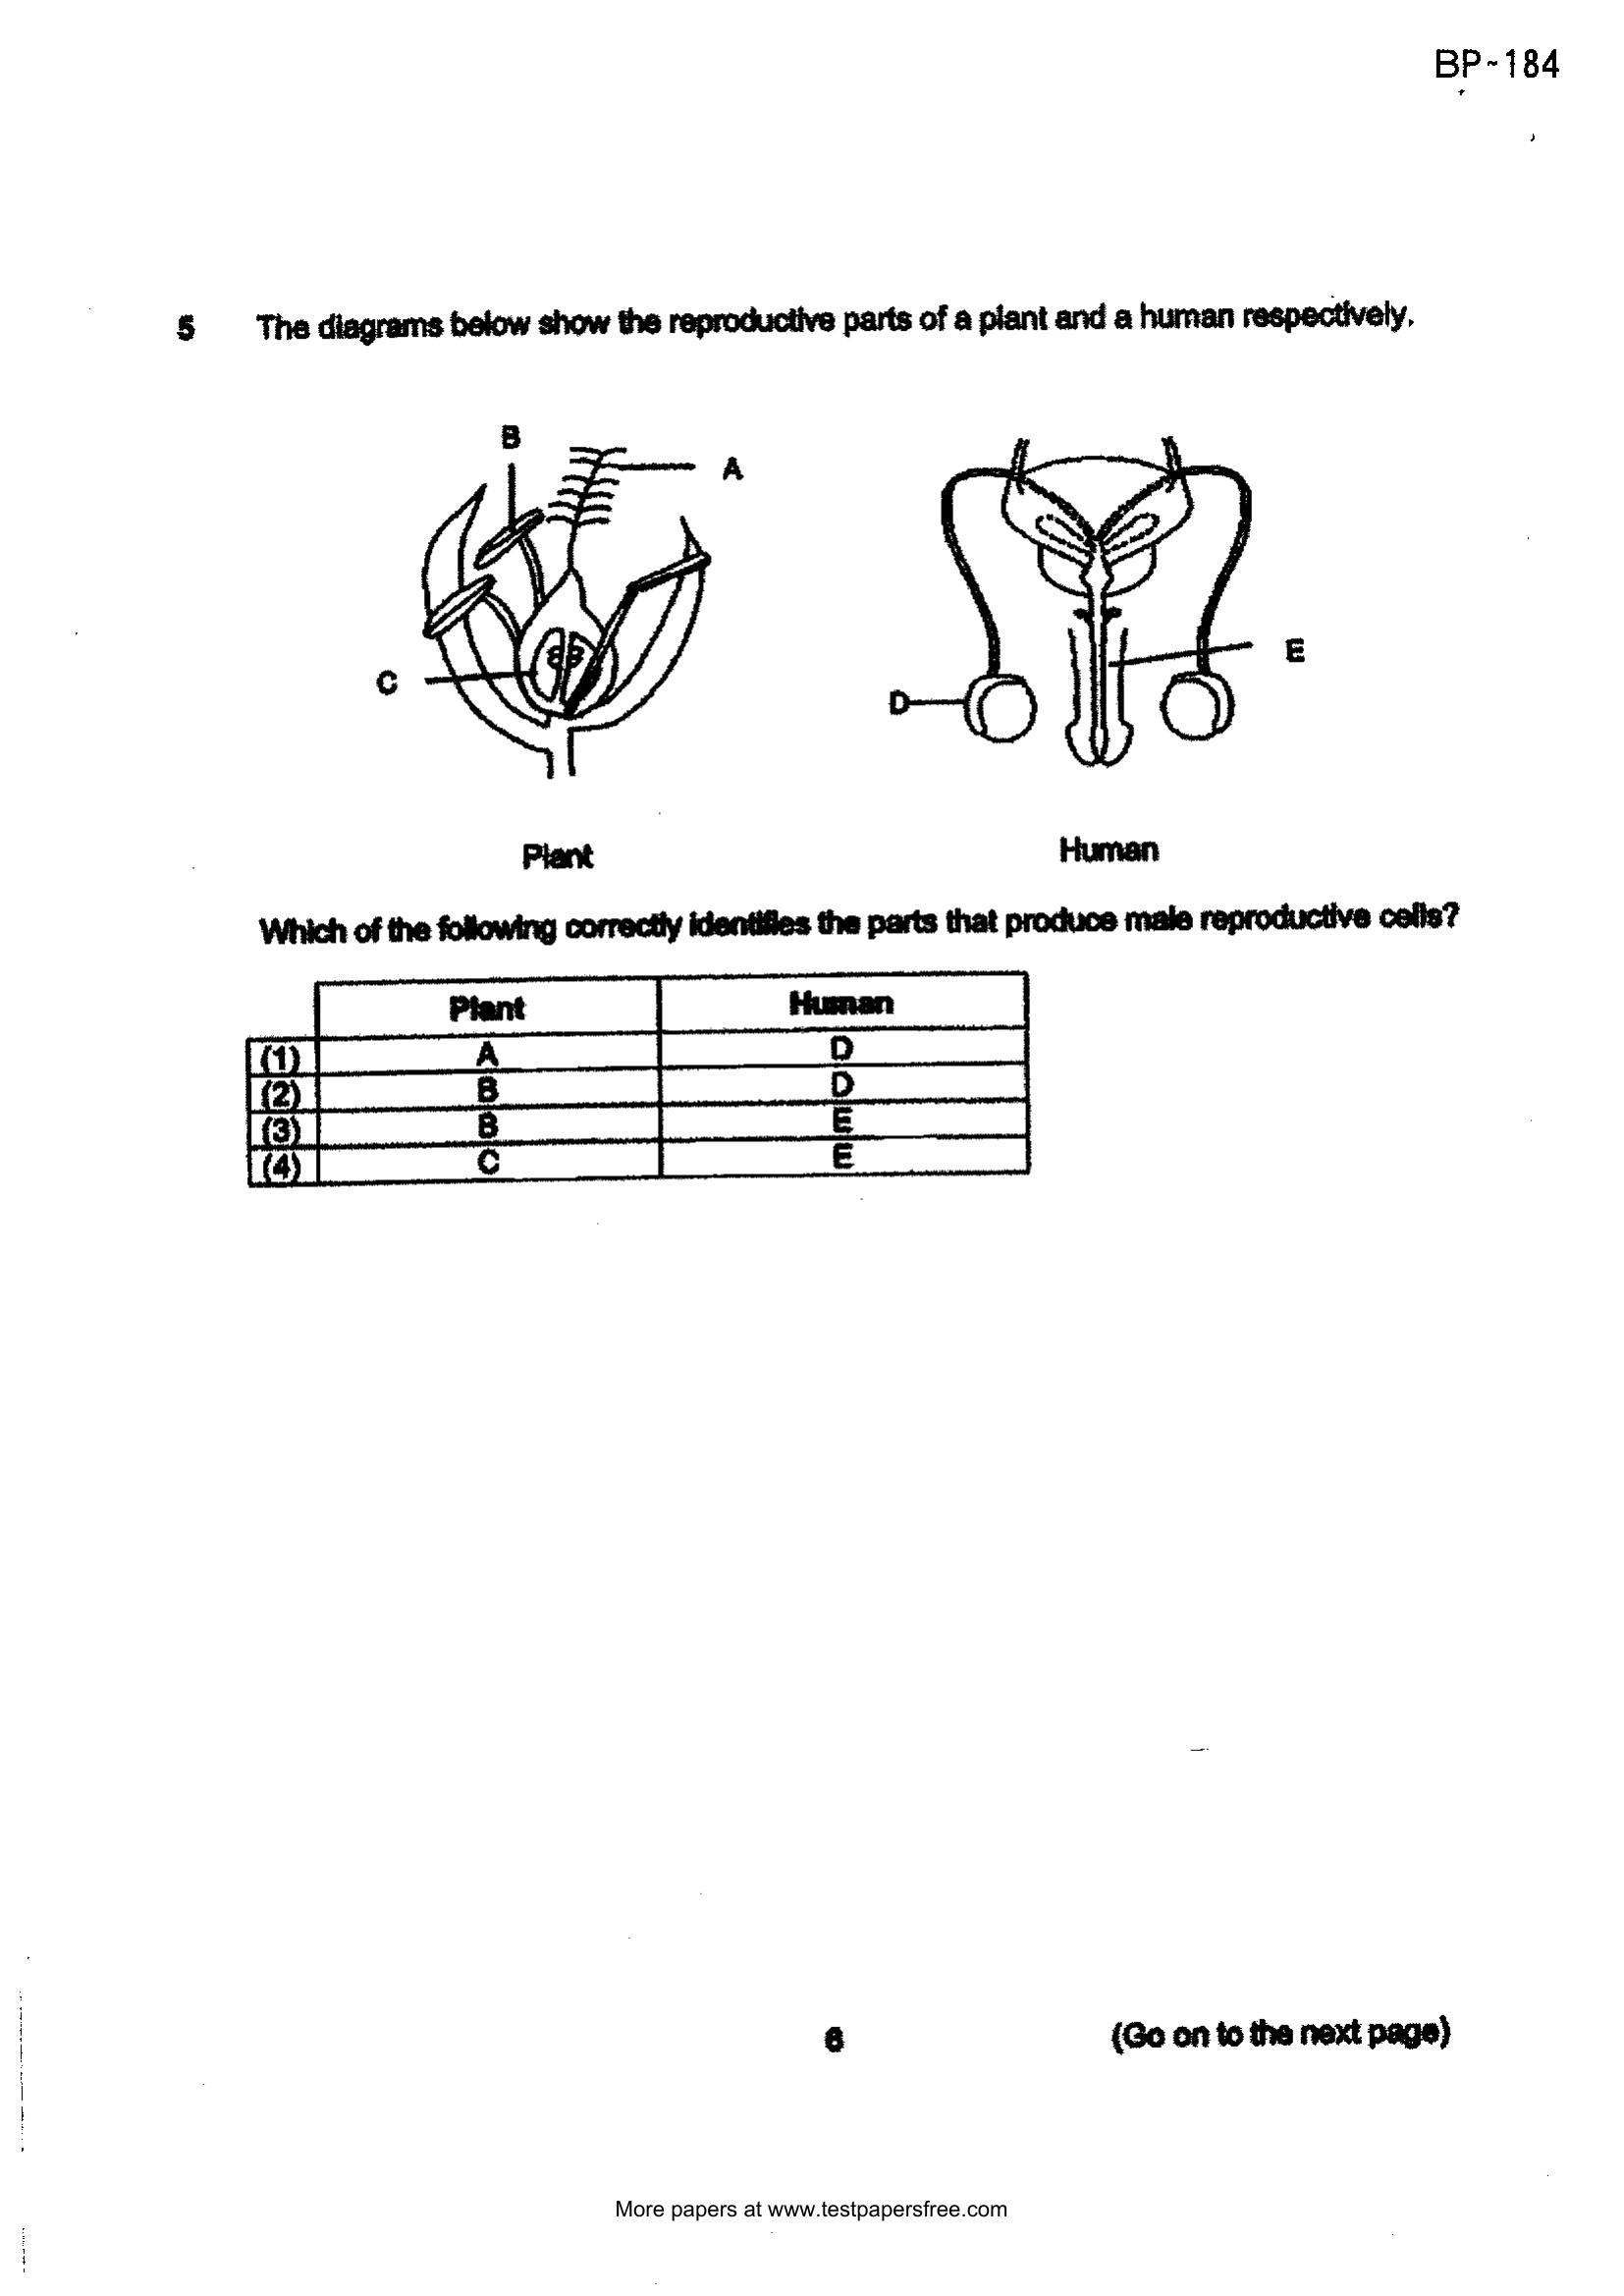 BP-184
5 The diagrams below show the reproductive parts of a plant and a human respectively.
B
A
C
D
E
Plant
Human
Which of the following correctly identifies the parts that produce male reproductive cells?
Plant Human
(1) A D
(2) B D
(3) B E
(4) C E
6
(Go on to the next page)
More papers at www.testpapersfree.com